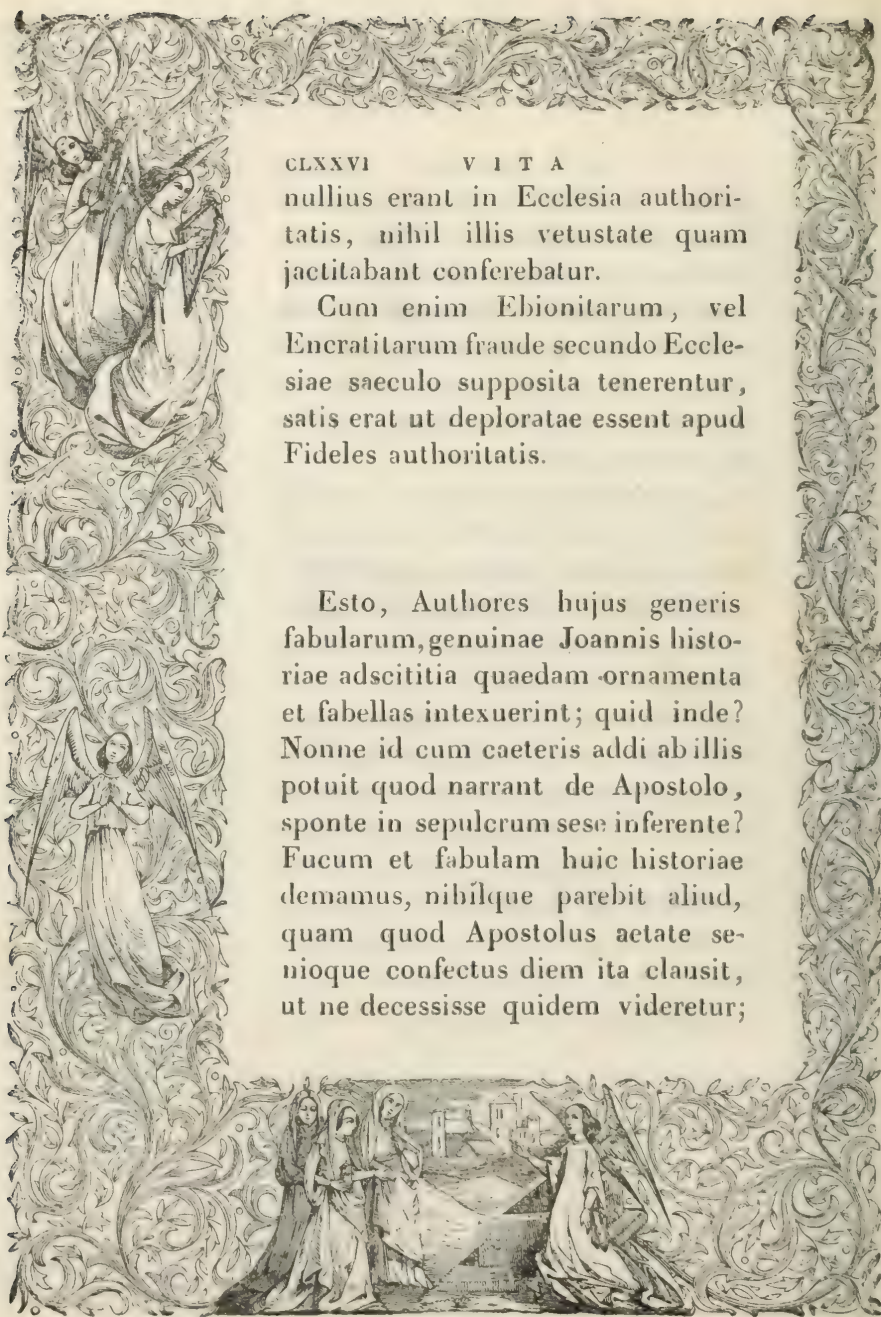 CLXXVI VITA
nullius erant in Ecclesia authori-
tatis, nihil illis vetustate quam
jactitabant conferebatur.
Cum enim Ebionitarum, vel
Encratitarum fraude secundo Eccle-
siae saeculo supposita tenerentur,
satis erat ut deploratae essent apud
Fideles authoritatis.
Esto, Authores hujus generis
fabularum, genuinae Joannis histo-
riae adscititia quaedam ornamenta
et fabellas intexuerint; quid inde?
Nonne id cum caeteris addi ab illis
potuit quod narrant de Apostolo,
sponte in sepulcrum sese inferente?
Fucum et fabulam huic historiae
demamus, nihilque parebit aliud,
quam quod Apostolus aetate se-
nioque confectus diem ita clausit,
ut ne decessisse quidem videretur;